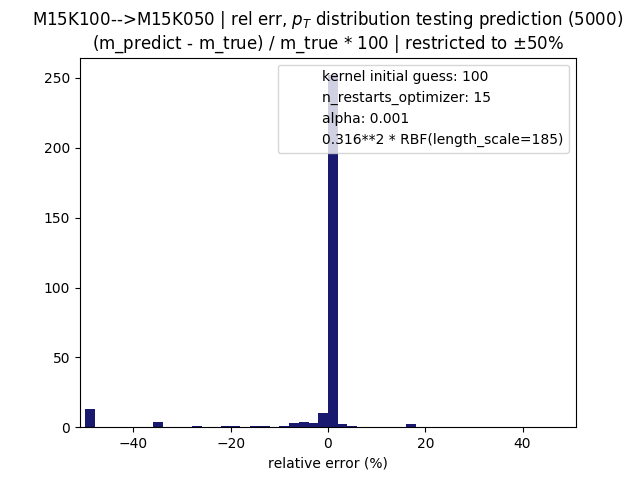 M15K100-->M15K050 | rel err, p_T distribution testing prediction (5000)
(m_predict - m_true) / m_true * 100 | restricted to ±50%
kernel initial guess: 100
n_restarts_optimizer: 15
alpha: 0.001
0.316**2 * RBF(length_scale=185)
250
200
150
100
50
0
−40
−20
0
20
40
relative error (%)